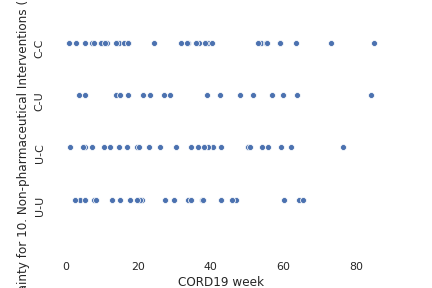 ainty for 10. Non-pharmaceutical Interventions (
C-C
C-U
U-C
U-U
0 20 40 60 80
CORD19 week